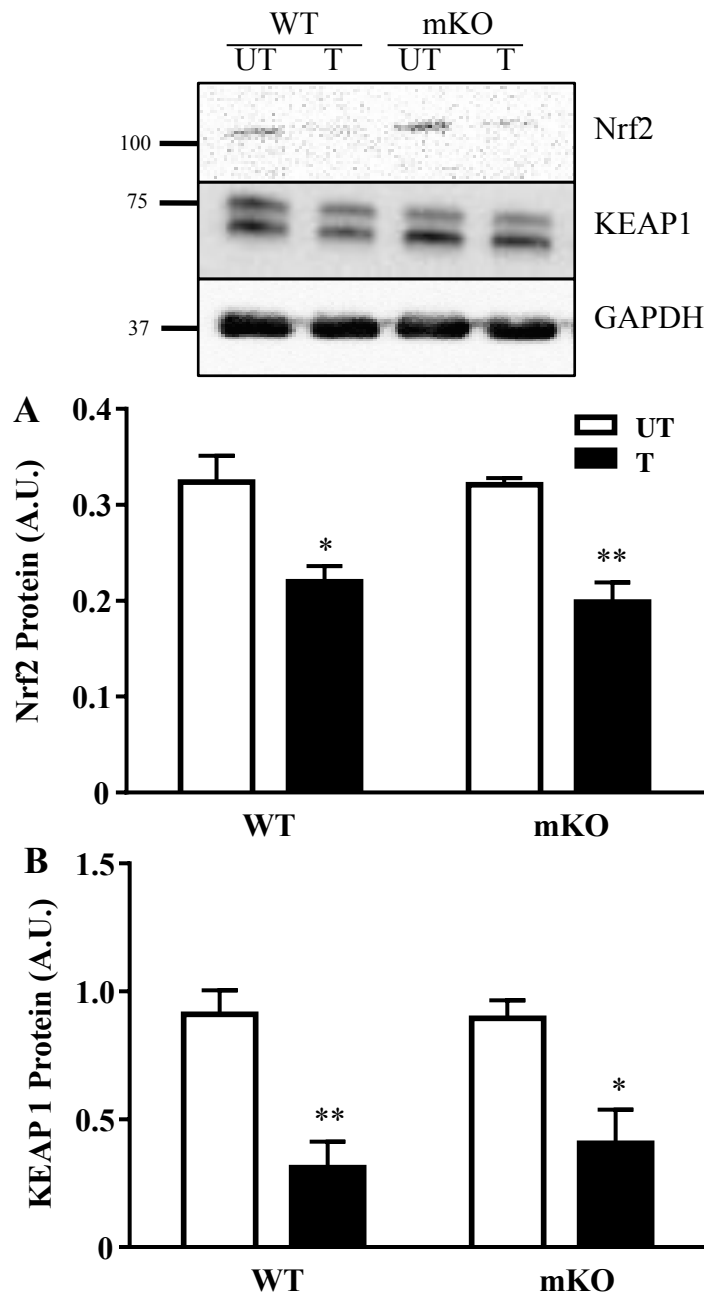 WT mKO
UT T UT T
100 Nrf2
75 KEAP1
37 GAPDH
A
UT
T
Nrf2 Protein (A.U.)
0.4
0.3
0.2
0.1
0
*
**
WT mKO
B
KEAP 1 Protein (A.U.)
1.5
1.0
0.5
0
**
*
WT mKO